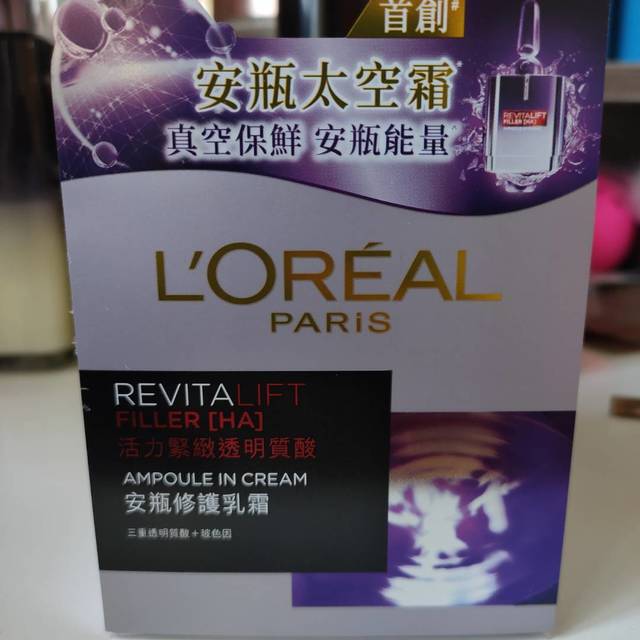 首創#
安瓶太空霜*
真空保鮮 安瓶能量^
REVITALIFT
FILLER [HA]
L'ORÉAL
PARiS
REVITALIFT
FILLER [HA]
活力緊緻透明質酸
AMPOULE IN CREAM
安瓶修護乳霜
三重透明質酸+玻色因